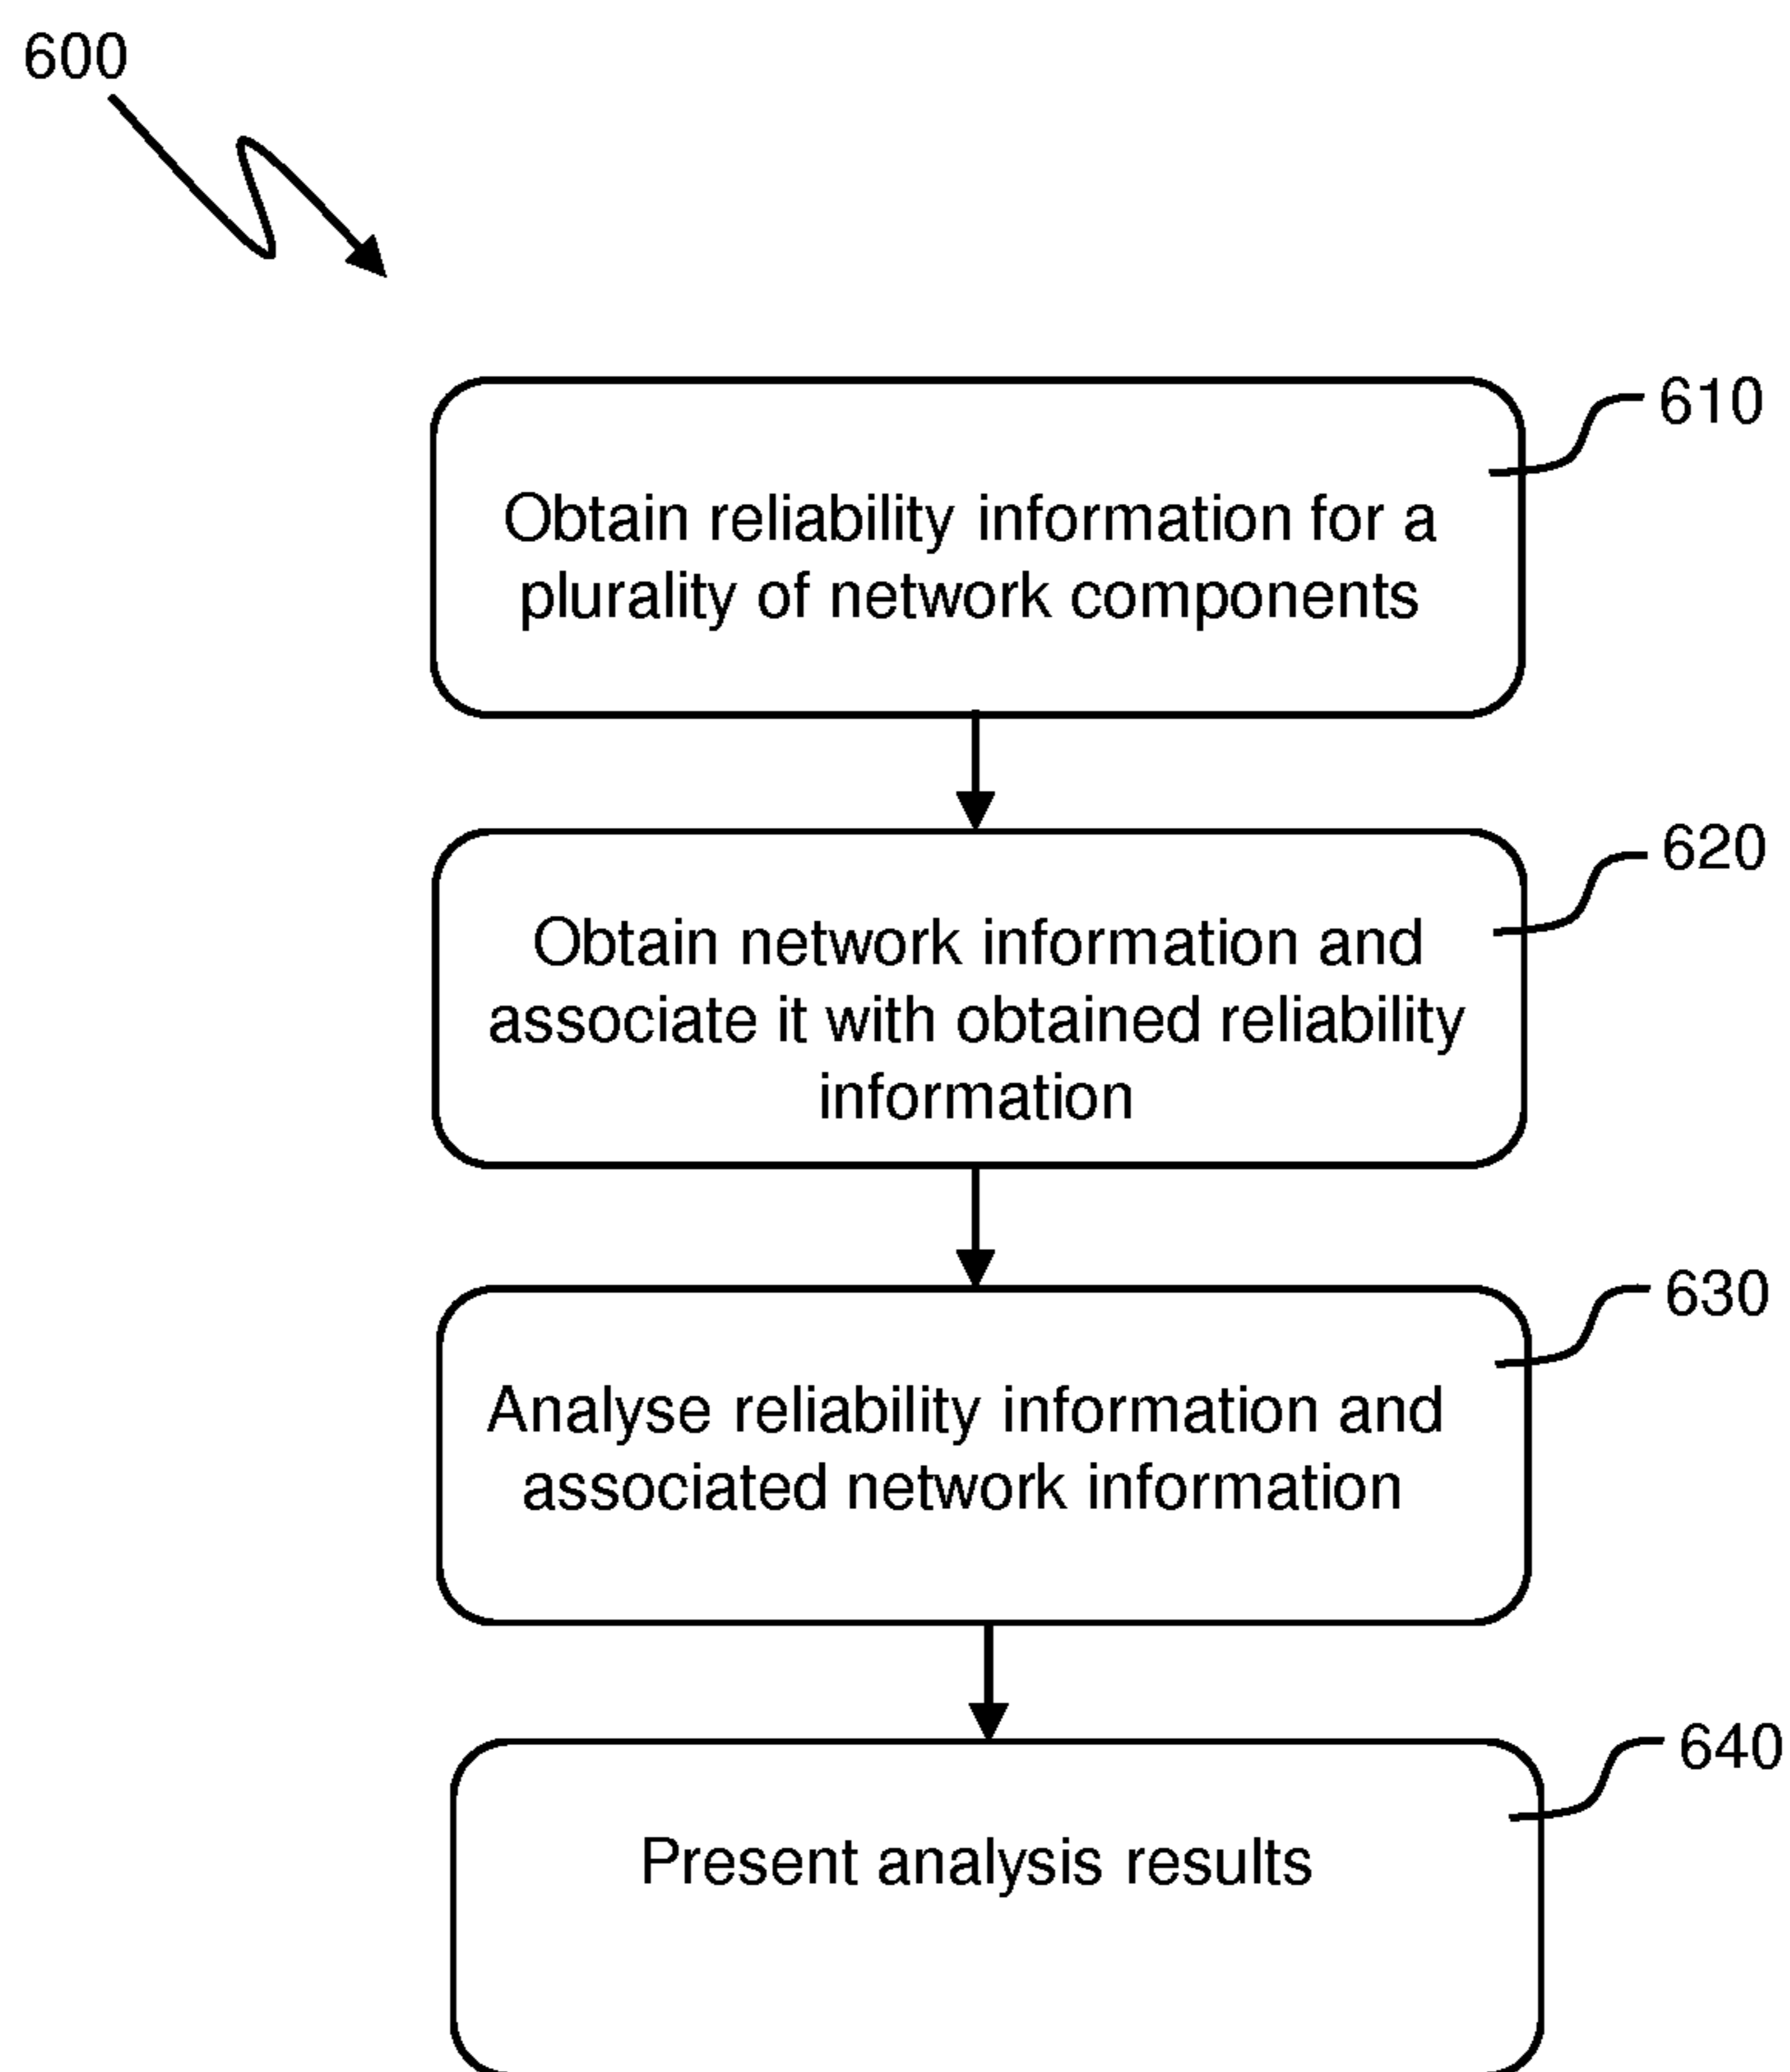 600
610
Obtain reliability information for a
plurality of network components
620
Obtain network information and
associate it with obtained reliability
information
630
Analyse reliability information and
associated network information
640
Present analysis results